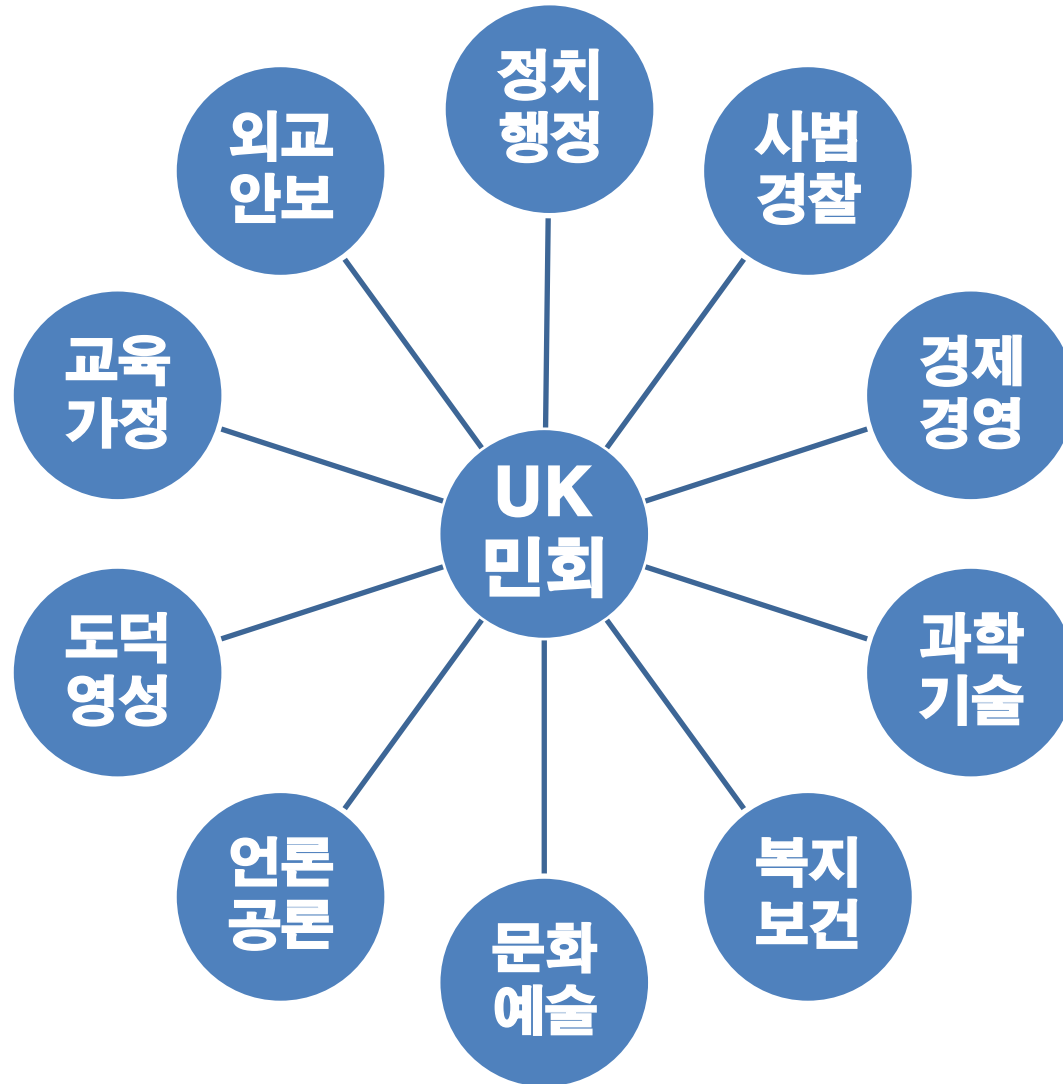 정치
행정
사법
경찰
경제
경영
과학
기술
복지
보건
문화
예술
언론
공론
도덕
영성
교육
가정
외교
안보
UK
민회